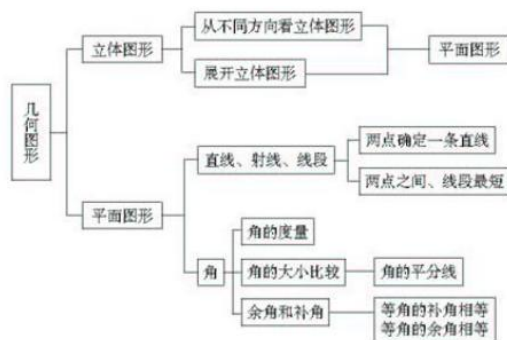 几何图形
立体图形
从不同方向看立体图形
展开立体图形
平面图形
平面图形
直线、射线、线段
两点确定一条直线
两点之间、线段最短
角
角的度量
角的大小比较
角的平分线
余角和补角
等角的补角相等
等角的余角相等